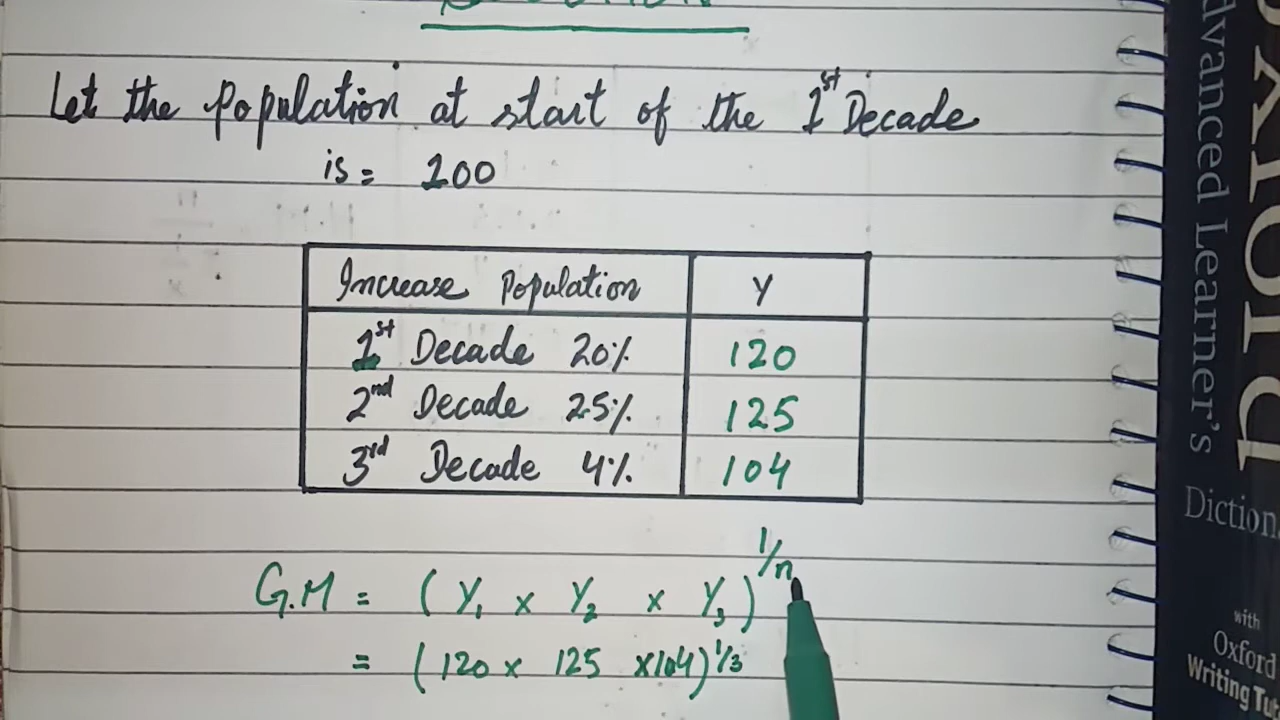 Let the Population at start of the 1st Decade
is = 100
Increase Population Y
1st Decade 20% 120
2nd Decade 25% 125
3rd Decade 4% 104
G.M = ( Y₁ x Y₂ x Y₃ )^1/n
= ( 120 x 125 x 104 )^1/3
dvanced Learner's
Diction
with
Oxford
Writing Tu